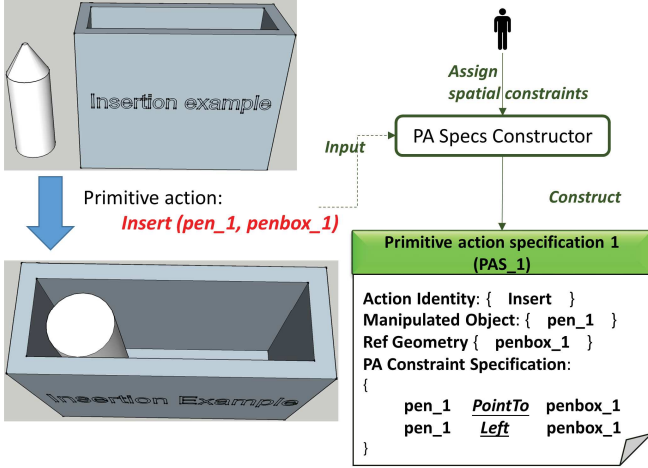 Insertion example
Primitive action:
Insert (pen_1, penbox_1)
Insertion Example
Assign
spatial constraints
PA Specs Constructor
Input
Construct
Primitive action specification 1
(PAS_1)
Action Identity: { Insert }
Manipulated Object: { pen_1 }
Ref Geometry { penbox_1 }
PA Constraint Specification:
{
pen_1 PointTo penbox_1
pen_1 Left penbox_1
}